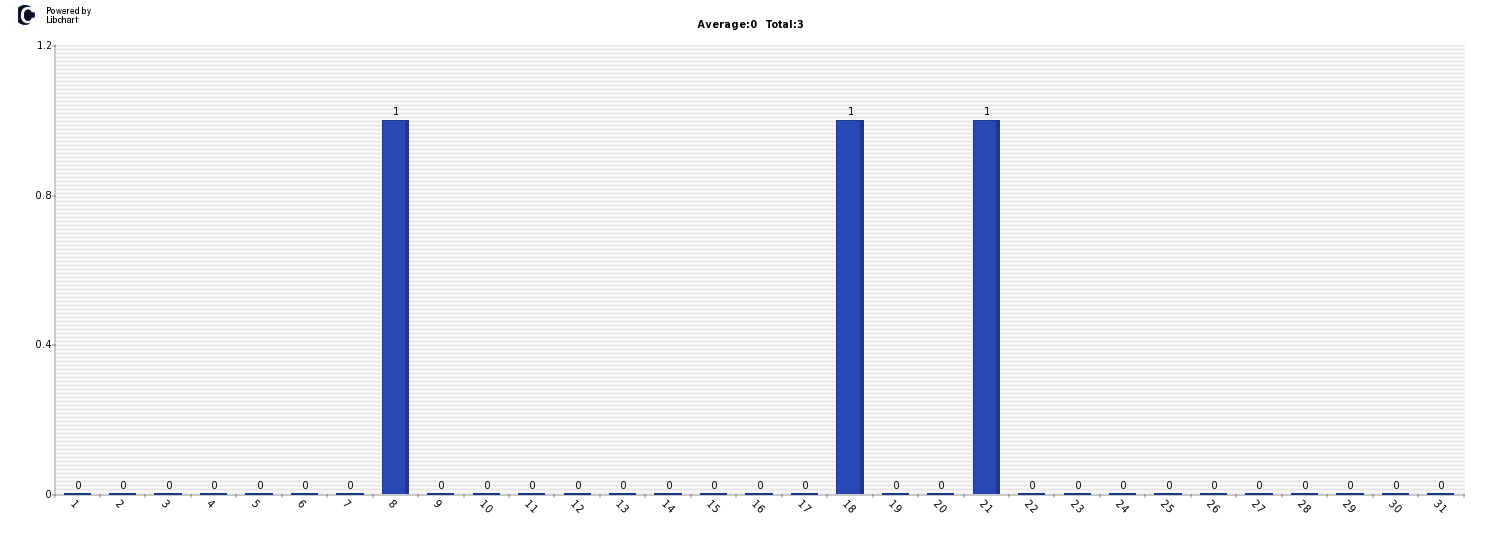 Powered by
Libchart
Average:0 Total:3
1.2
1 1 1
0.8
0.4
0 0 0 0 0 0 0 0 0 0 0 0 0 0 0 0 0 0 0 0 0 0 0 0 0 0 0 0 0
1 2 3 4 5 6 7 8 9 10 11 12 13 14 15 16 17 18 19 20 21 22 23 24 25 26 27 28 29 30 31